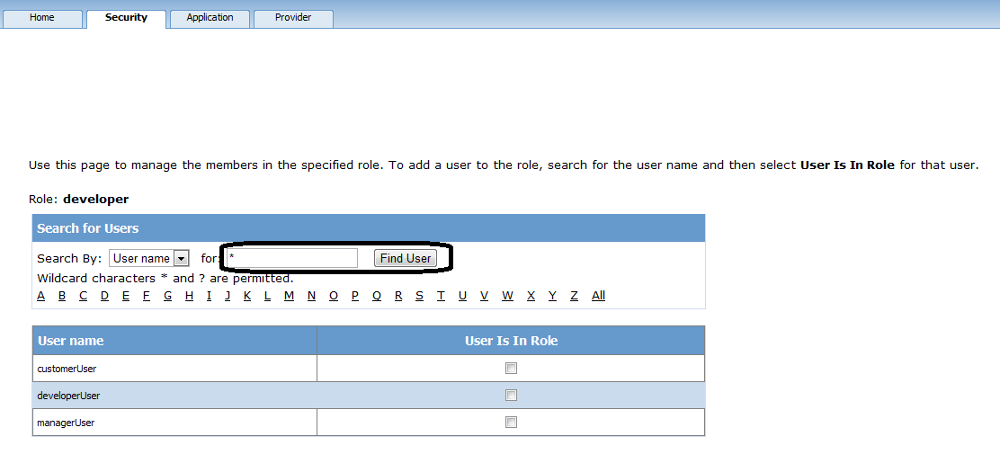 Home Security Application Provider
Use this page to manage the members in the specified role. To add a user to the role, search for the user name and then select User Is In Role for that user.
Role: developer
Search for Users
Search By: User name for: * Find User
Wildcard characters * and ? are permitted.
A B C D E F G H I J K L M N O P Q R S T U V W X Y Z All
User name User Is In Role
customerUser
developerUser
managerUser